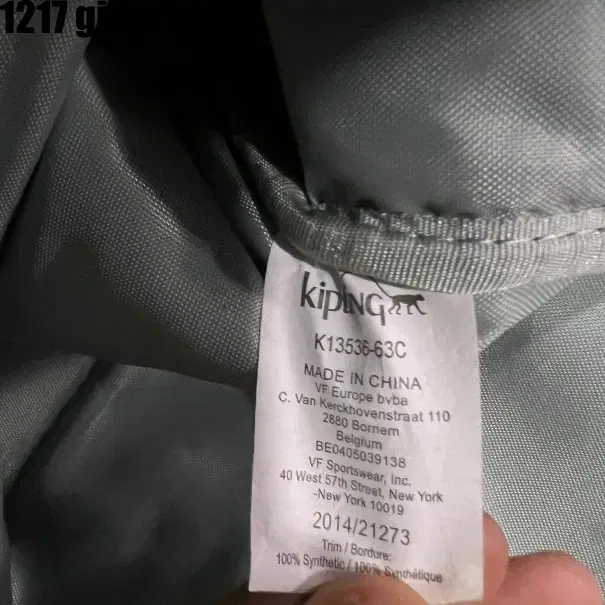 1217
kipling
K13536-63C
MADE IN CHINA
VF Europe bvba
C. Van Kerckhovenstraat 110
2880 Bornem
Belgium
BE0405039138
VF Sportswear, Inc.
40 West 57th Street, New York
-New York 10019
2014/21273
Trim / Bordure:
100% Synthetic / 100% Synthétique